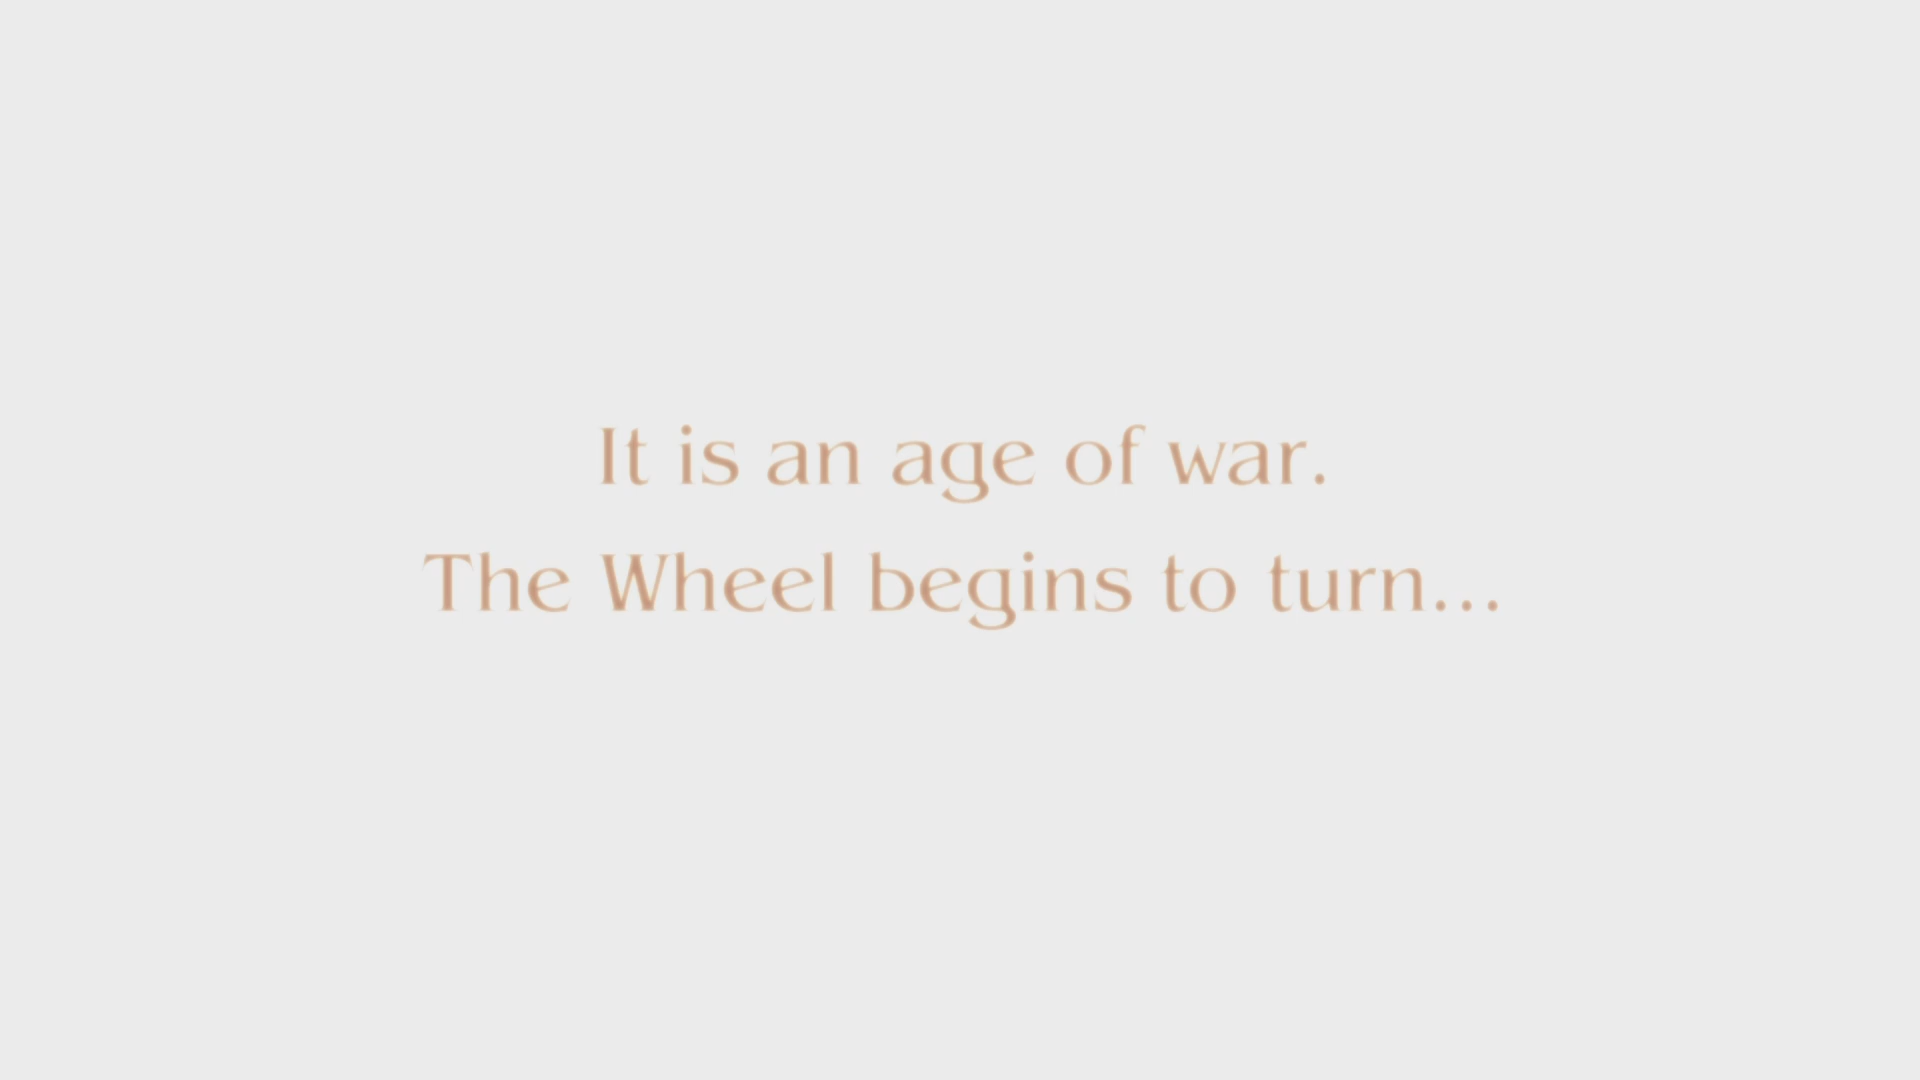 It is an age of war.
The Wheel begins to turn...